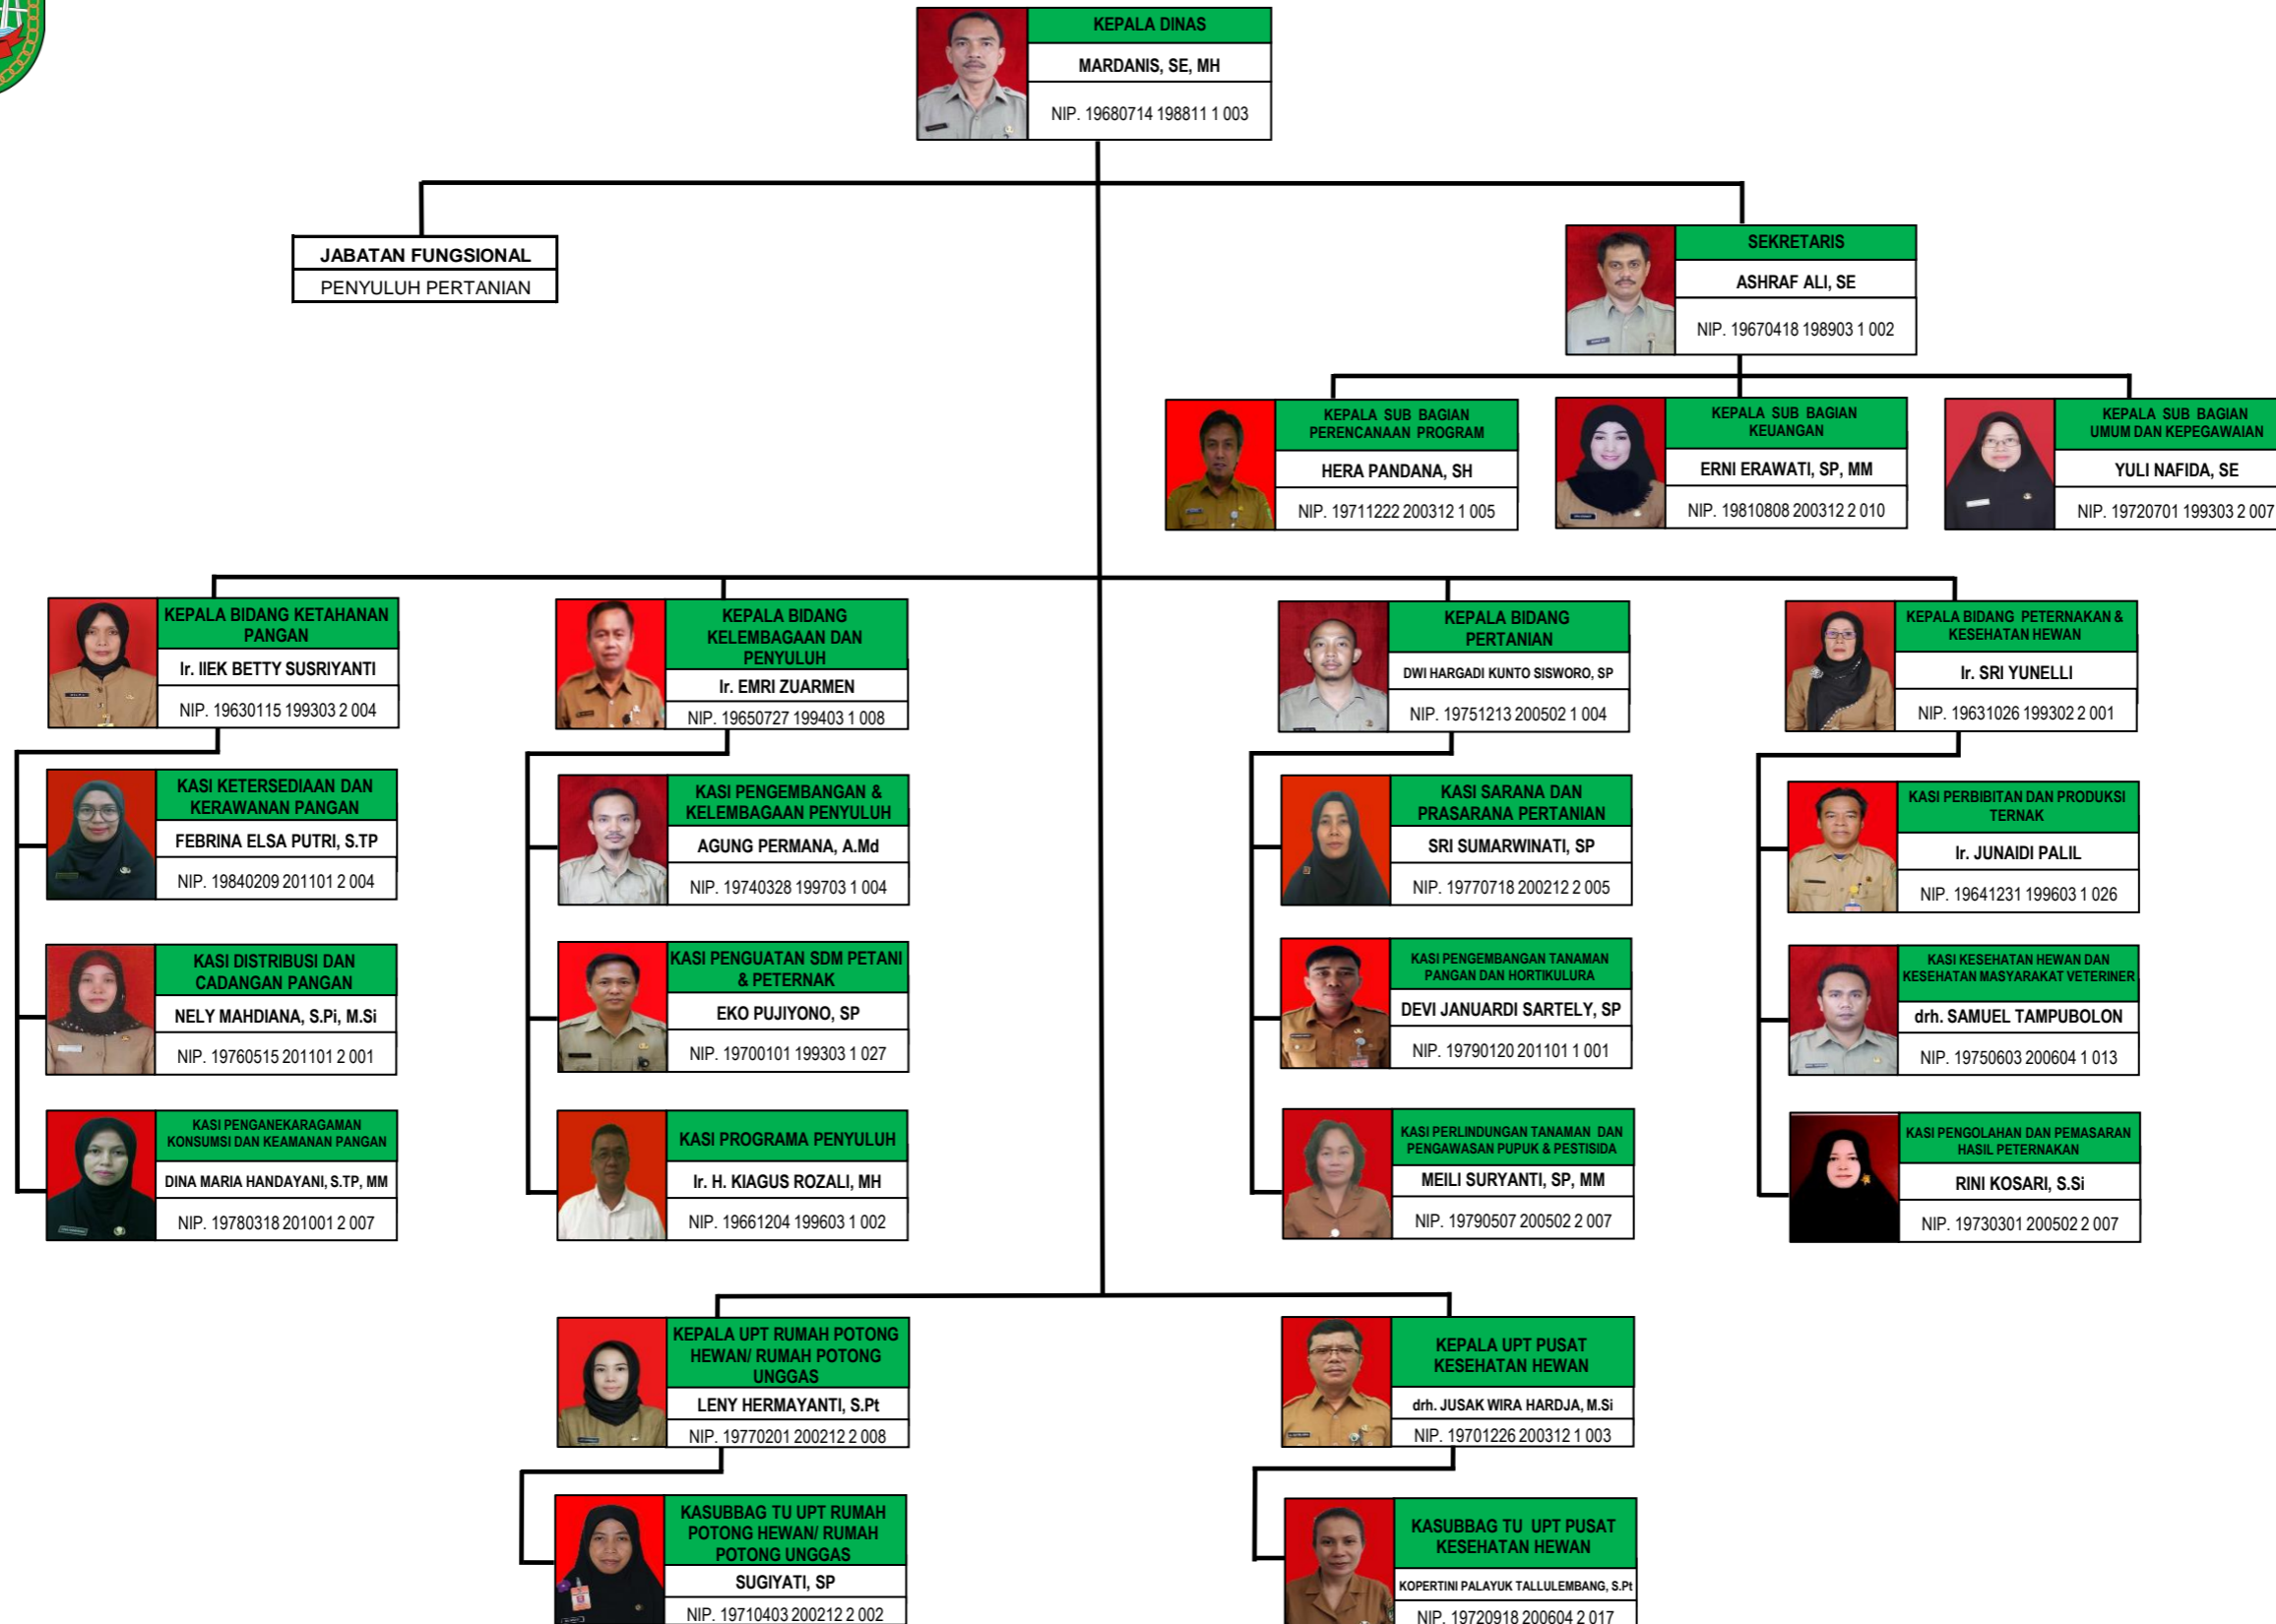 KEPALA DINAS
MARDANIS, SE, MH
NIP. 19680714 198811 1 003
JABATAN FUNGSIONAL
PENYULUH PERTANIAN
SEKRETARIS
ASHRAF ALI, SE
NIP. 19670418 198903 1 002
KEPALA SUB BAGIAN
PERENCANAAN PROGRAM
HERA PANDANA, SH
NIP. 19711222 200312 1 005
KEPALA SUB BAGIAN
KEUANGAN
ERNI ERAWATI, SP, MM
NIP. 19810808 200312 2 010
KEPALA SUB BAGIAN
UMUM DAN KEPEGAWAIAN
YULI NAFIDA, SE
NIP. 19720701 199303 2 007
KEPALA BIDANG KETAHANAN
PANGAN
Ir. IIEK BETTY SUSRIYANTI
NIP. 19630115 199303 2 004
KEPALA BIDANG
KELEMBAGAAN DAN
PENYULUH
Ir. EMRI ZUARMEN
NIP. 19650727 199403 1 008
KEPALA BIDANG
PERTANIAN
DWI HARGADI KUNTO SISWORO, SP
NIP. 19751213 200502 1 004
KEPALA BIDANG PETERNAKAN &
KESEHATAN HEWAN
Ir. SRI YUNELLI
NIP. 19631026 199302 2 001
KASI KETERSEDIAAN DAN
KERAWANAN PANGAN
FEBRINA ELSA PUTRI, S.TP
NIP. 19840209 201101 2 004
KASI PENGEMBANGAN &
KELEMBAGAAN PENYULUH
AGUNG PERMANA, A.Md
NIP. 19740328 199703 1 004
KASI SARANA DAN
PRASARANA PERTANIAN
SRI SUMARWINATI, SP
NIP. 19770718 200212 2 005
KASI PERBIBITAN DAN PRODUKSI
TERNAK
Ir. JUNAIDI PALIL
NIP. 19641231 199603 1 026
KASI DISTRIBUSI DAN
CADANGAN PANGAN
NELY MAHDIANA, S.Pi, M.Si
NIP. 19760515 201101 2 001
KASI PENGUATAN SDM PETANI
& PETERNAK
EKO PUJIYONO, SP
NIP. 19700101 199303 1 027
KASI PENGEMBANGAN TANAMAN
PANGAN DAN HORTIKULURA
DEVI JANUARDI SARTELY, SP
NIP. 19790120 201101 1 001
KASI KESEHATAN HEWAN DAN
KESEHATAN MASYARAKAT VETERINER
drh. SAMUEL TAMPUBOLON
NIP. 19750603 200604 1 013
KASI PENGANEKARAGAMAN
KONSUMSI DAN KEAMANAN PANGAN
DINA MARIA HANDAYANI, S.TP, MM
NIP. 19780318 201001 2 007
KASI PROGRAMA PENYULUH
Ir. H. KIAGUS ROZALI, MH
NIP. 19661204 199603 1 002
KASI PERLINDUNGAN TANAMAN DAN
PENGAWASAN PUPUK & PESTISIDA
MEILI SURYANTI, SP, MM
NIP. 19790507 200502 2 007
KASI PENGOLAHAN DAN PEMASARAN
HASIL PETERNAKAN
RINI KOSARI, S.Si
NIP. 19730301 200502 2 007
KEPALA UPT RUMAH POTONG
HEWAN/ RUMAH POTONG
UNGGAS
LENY HERMAYANTI, S.Pt
NIP. 19770201 200212 2 008
KEPALA UPT PUSAT
KESEHATAN HEWAN
drh. JUSAK WIRA HARDJA, M.Si
NIP. 19701226 200312 1 003
KASUBBAG TU UPT RUMAH
POTONG HEWAN/ RUMAH
POTONG UNGGAS
SUGIYATI, SP
NIP. 19710403 200212 2 002
KASUBBAG TU UPT PUSAT
KESEHATAN HEWAN
KOPERTINI PALAYUK TALLULEMBANG, S.Pt
NIP. 19720918 200604 2 017